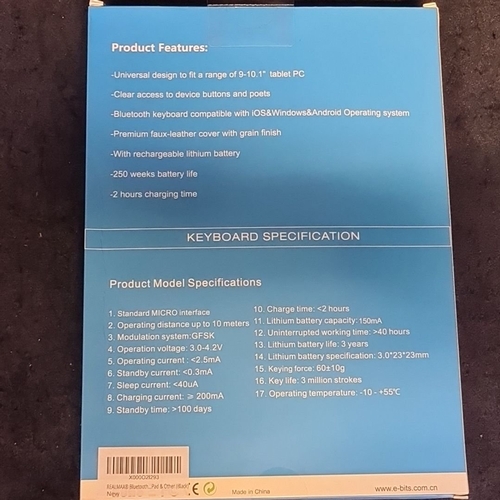 Product Features:
-Universal design to fit a range of 9-10.1" tablet PC
-Clear access to device buttons and poets
-Bluetooth keyboard compatible with iOS&Windows&Android Operating system
-Premium faux-leather cover with grain finish
-With rechargeable lithium battery
-250 weeks battery life
-2 hours charging time
KEYBOARD SPECIFICATION
Product Model Specifications
1. Standard MICRO interface
2. Operating distance up to 10 meters
3. Modulation system:GFSK
4. Operation voltage: 3.0-4.2V
5. Operating current : <2.5mA
6. Standby current: <0.3mA
7. Sleep current: <40uA
8. Charging current: ≥ 200mA
9. Standby time: >100 days
10. Charge time: <2 hours
11. Lithium battery capacity: 150mA
12. Uninterrupted working time: >40 hours
13. Lithium battery life: 3 years
14. Lithium battery specification: 3.0*23*23mm
15. Keying force: 60±10g
16. Key life: 3 million strokes
17. Operating temperature: -10 - +55℃
New
CE
Made in China
www.e-bits.com.cn